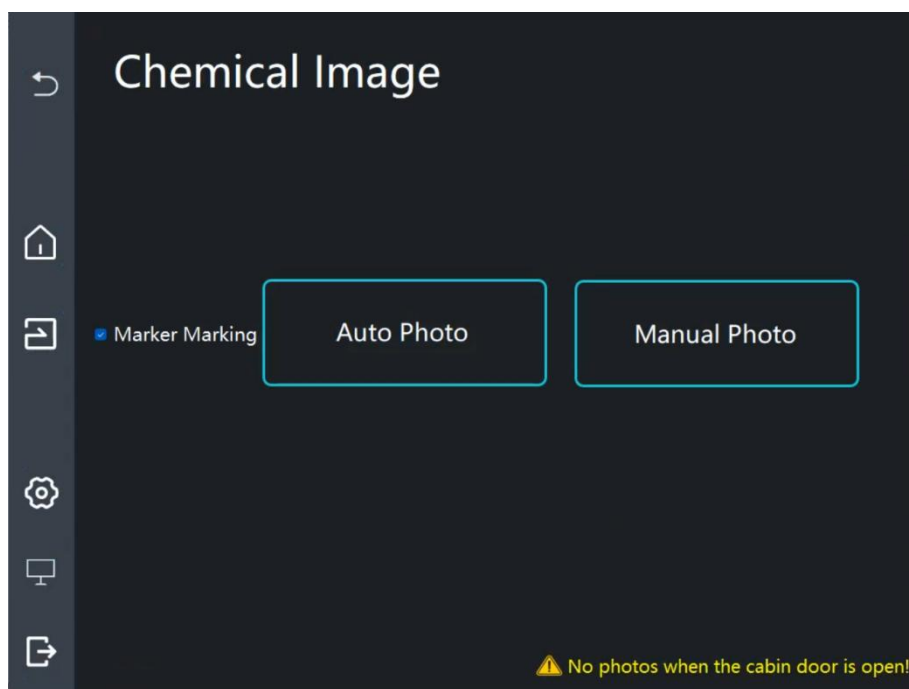 Chemical Image
Marker Marking
Auto Photo
Manual Photo
No photos when the cabin door is open!